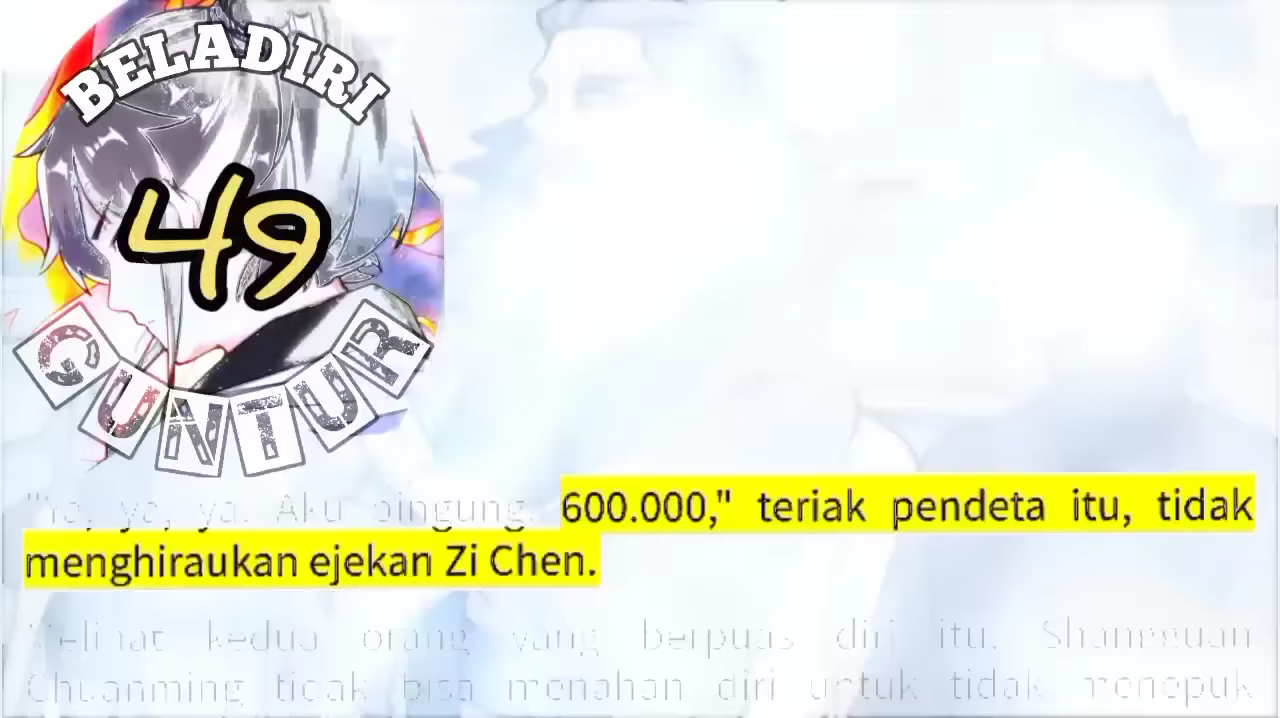 BELADIRI
49
GUNTUR
"Ya, ya, ya. Aku bingung. 600.000," teriak pendeta itu, tidak
menghiraukan ejekan Zi Chen.
Melihat kedua orang yang berpuas diri itu, Shangguan
Chuanming tidak bisa menahan diri untuk tidak menepuk